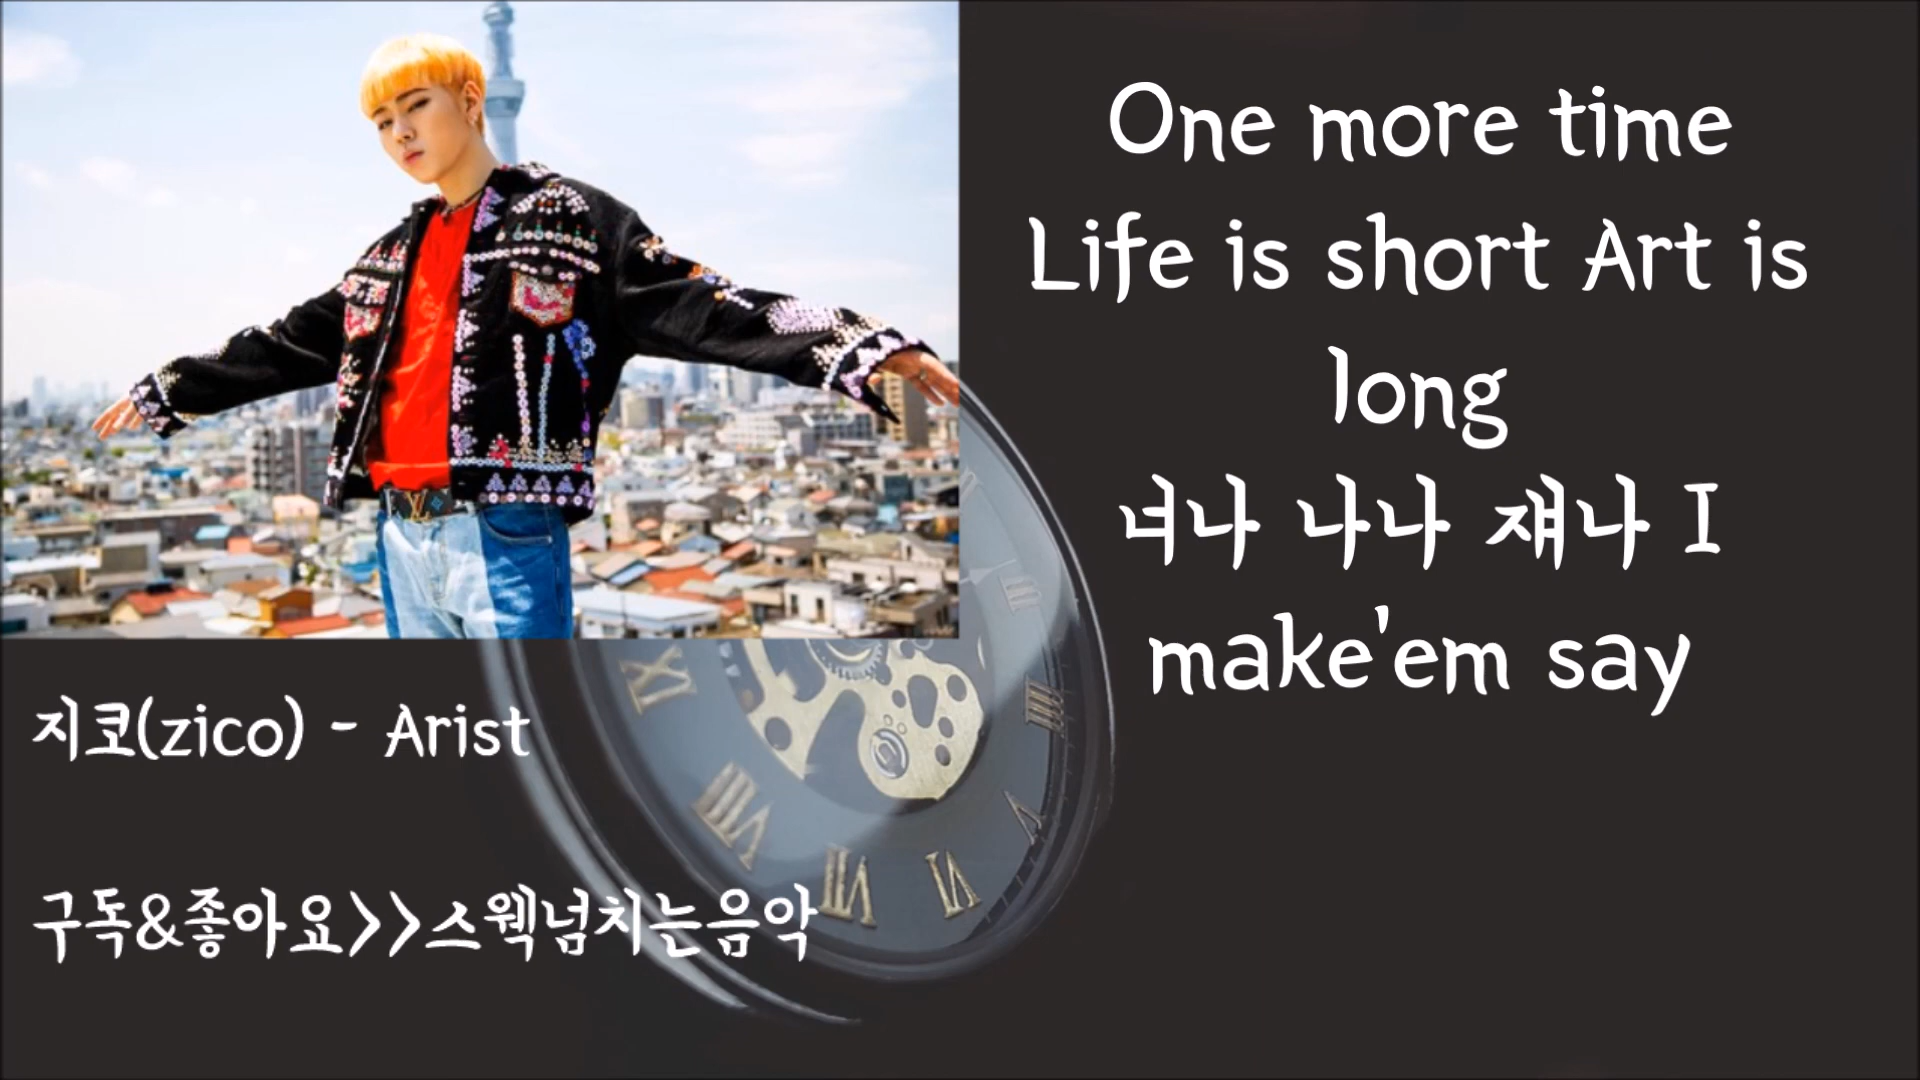 One more time
Life is short Art is
long
너나 나나 쟤나 I
make'em say
지코(zico) - Arist
구독&좋아요>>스웩넘치는음악